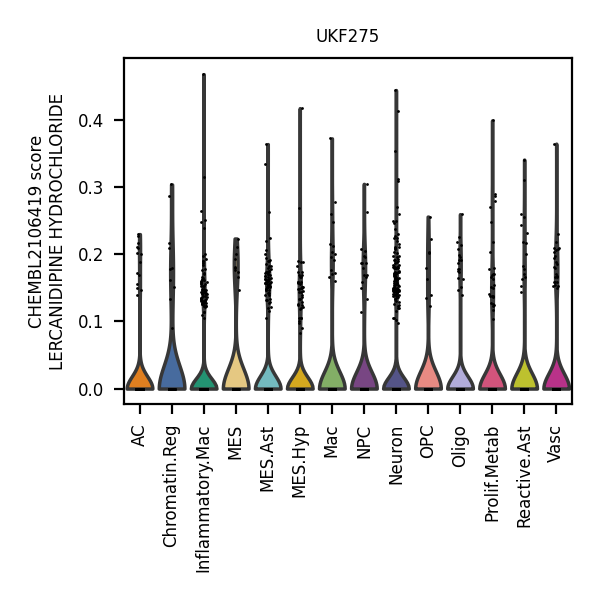 UKF275
CHEMBL2106419 score
LERCANIDIPINE HYDROCHLORIDE
0.4
0.3
0.2
0.1
0.0
AC
Chromatin.Reg
Inflammatory.Mac
MES
MES.Ast
MES.Hyp
Mac
NPC
Neuron
OPC
Oligo
Prolif.Metab
Reactive.Ast
Vasc